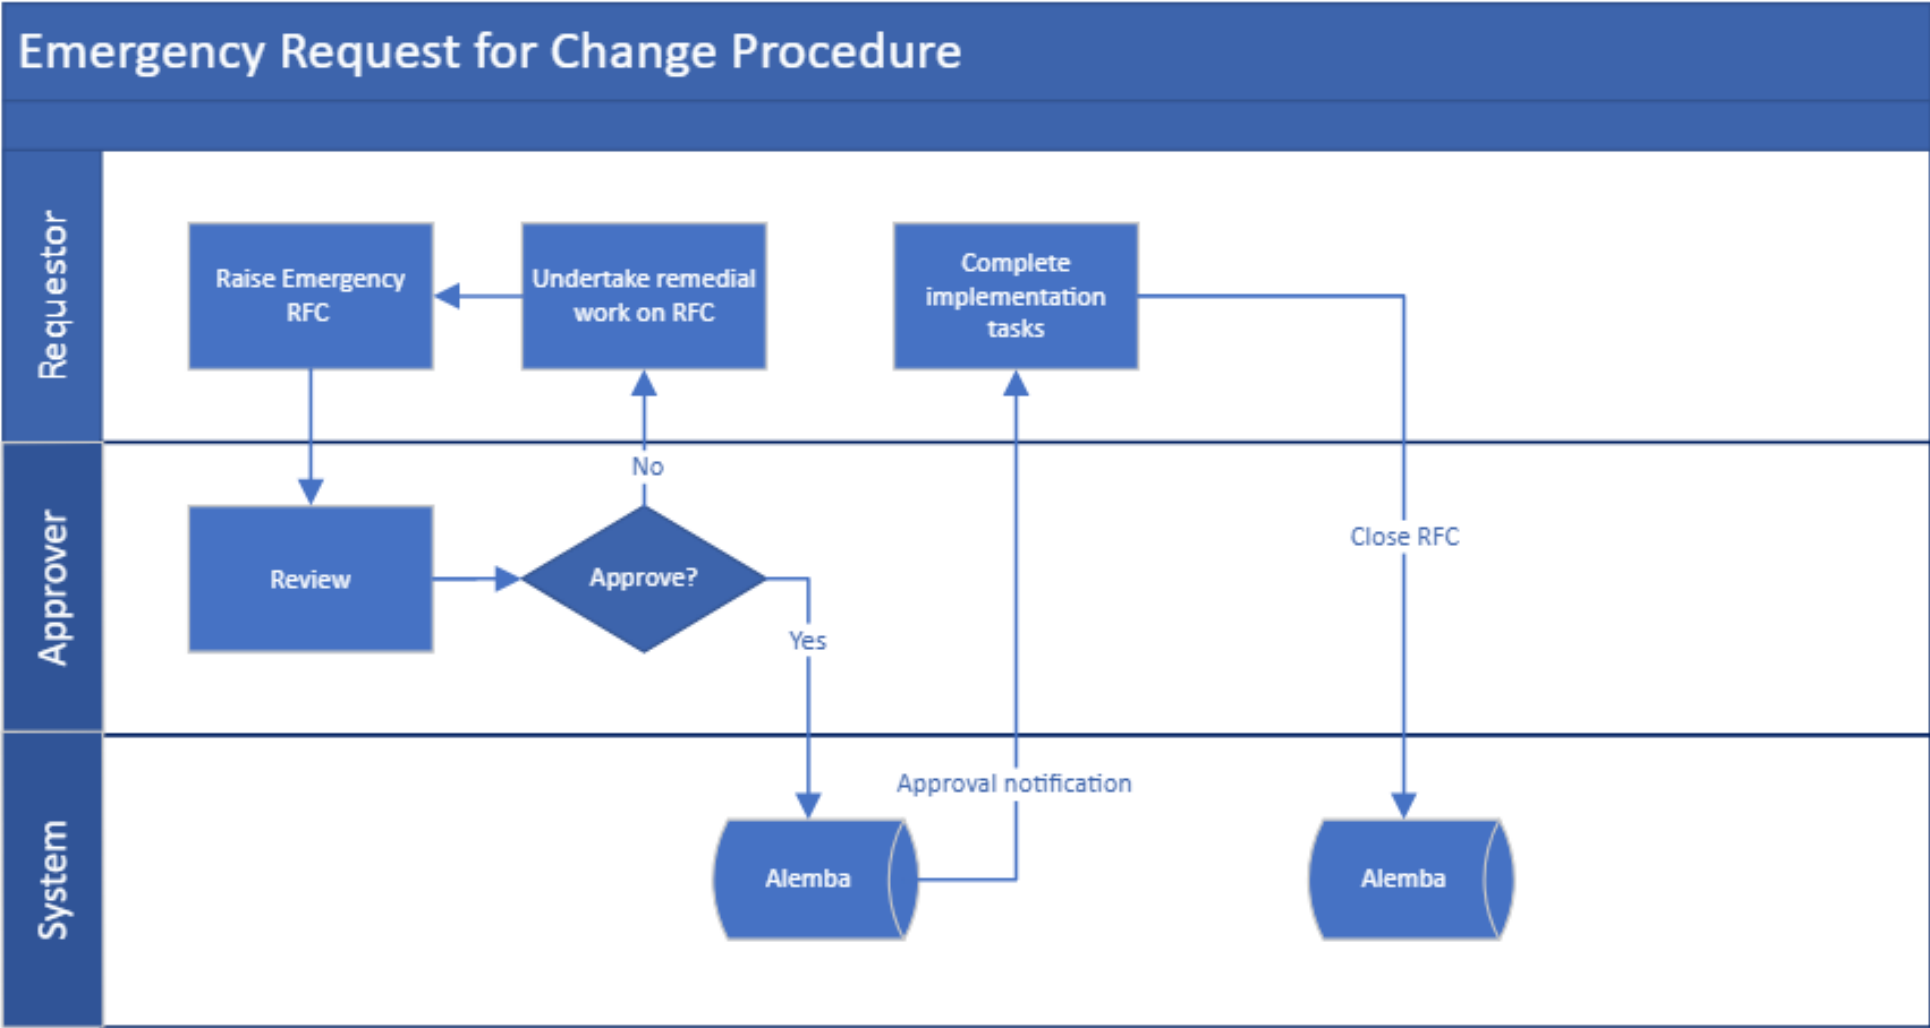 Emergency Request for Change Procedure
Requestor
Raise Emergency
RFC
Undertake remedial
work on RFC
Complete
implementation
tasks
Approver
No
Close RFC
Review
Approve?
Yes
System
Approval notification
Alemba
Alemba